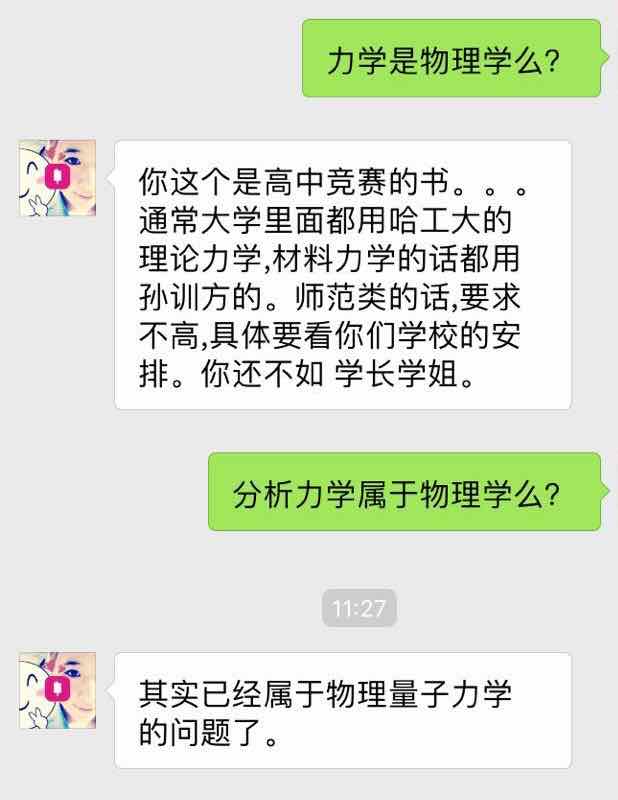 力学是物理学么?
你这个是高中竞赛的书。。。
通常大学里面都用哈工大的
理论力学,材料力学的话都用
孙训方的。师范类的话,要求
不高,具体要看你们学校的安
排。你还不如 学长学姐。
分析力学属于物理学么?
11:27
其实已经属于物理量子力学
的问题了。